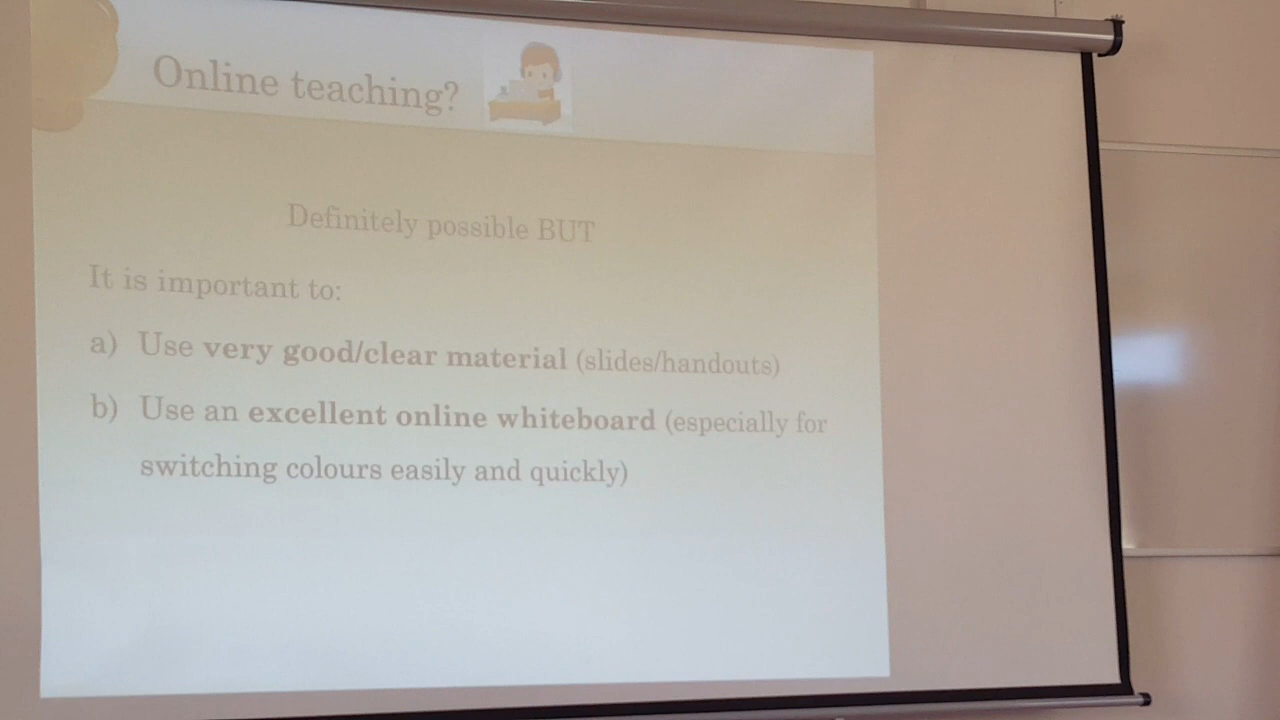 Online teaching?
Definitely possible BUT
It is important to:
a) Use very good/clear material (slides/handouts)
b) Use an excellent online whiteboard (especially for
switching colours easily and quickly)